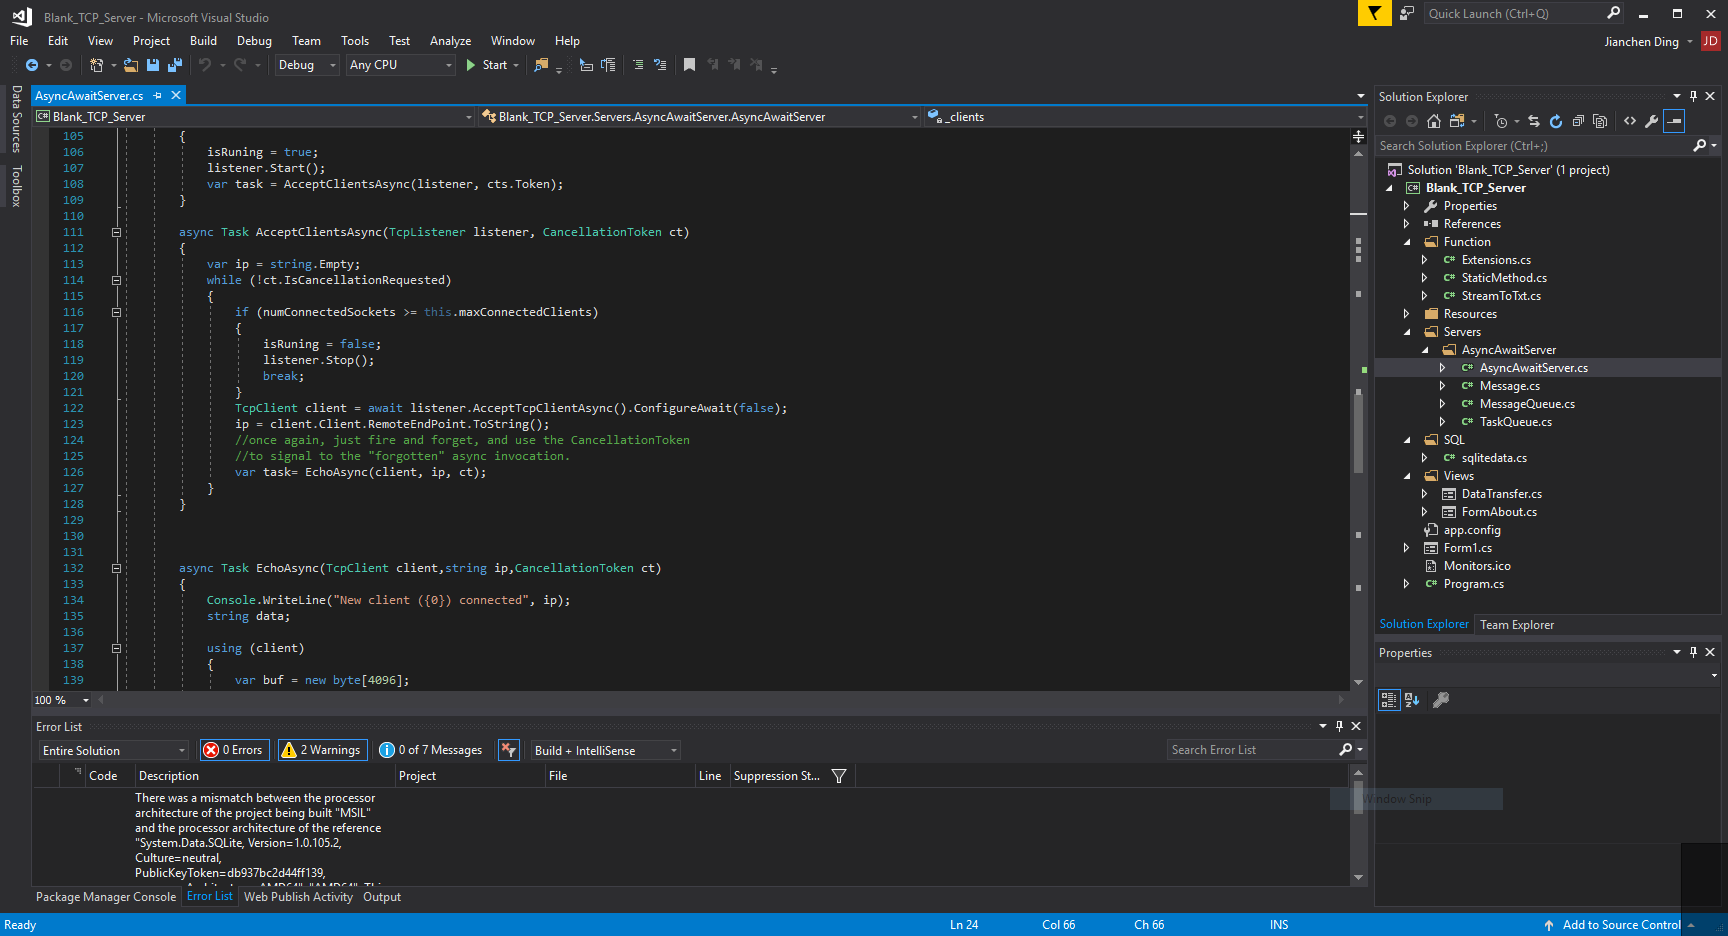 Blank_TCP_Server - Microsoft Visual Studio
Quick Launch (Ctrl+Q)
File Edit View Project Build Debug Team Tools Test Analyze Window Help
Jianchen Ding JD
Debug Any CPU Start
Data Sources
Toolbox
AsyncAwaitServer.cs
Blank_TCP_Server Blank_TCP_Server.Servers.AsyncAwaitServer.AsyncAwaitServer _clients
105 {
106 isRuning = true;
107 listener.Start();
108 var task = AcceptClientsAsync(listener, cts.Token);
109 }
110
111 async Task AcceptClientsAsync(TcpListener listener, CancellationToken ct)
112 {
113 var ip = string.Empty;
114 while (!ct.IsCancellationRequested)
115 {
116 if (numConnectedSockets >= this.maxConnectedClients)
117 {
118 isRuning = false;
119 listener.Stop();
120 break;
121 }
122 TcpClient client = await listener.AcceptTcpClientAsync().ConfigureAwait(false);
123 ip = client.Client.RemoteEndPoint.ToString();
124 //once again, just fire and forget, and use the CancellationToken
125 //to signal to the "forgotten" async invocation.
126 var task= EchoAsync(client, ip, ct);
127 }
128 }
129
130
131
132 async Task EchoAsync(TcpClient client,string ip,CancellationToken ct)
133 {
134 Console.WriteLine("New client ({0}) connected", ip);
135 string data;
136
137 using (client)
138 {
139 var buf = new byte[4096];
100 %
Error List
Entire Solution 0 Errors 2 Warnings 0 of 7 Messages Build + IntelliSense Search Error List
Code Description Project File Line Suppression St...
There was a mismatch between the processor
architecture of the project being built "MSIL"
and the processor architecture of the reference
"System.Data.SQLite, Version=1.0.105.2,
Culture=neutral,
PublicKeyToken=db937bc2d44ff139,
Package Manager Console Error List Web Publish Activity Output
Solution Explorer
Search Solution Explorer (Ctrl+;)
Solution 'Blank_TCP_Server' (1 project)
Blank_TCP_Server
Properties
References
Function
Extensions.cs
StaticMethod.cs
StreamToTxt.cs
Resources
Servers
AsyncAwaitServer
AsyncAwaitServer.cs
Message.cs
MessageQueue.cs
TaskQueue.cs
SQL
sqlitedata.cs
Views
DataTransfer.cs
FormAbout.cs
app.config
Form1.cs
Monitors.ico
Program.cs
Solution Explorer Team Explorer
Properties
Window Snip
Ready Ln 24 Col 66 Ch 66 INS Add to Source Control